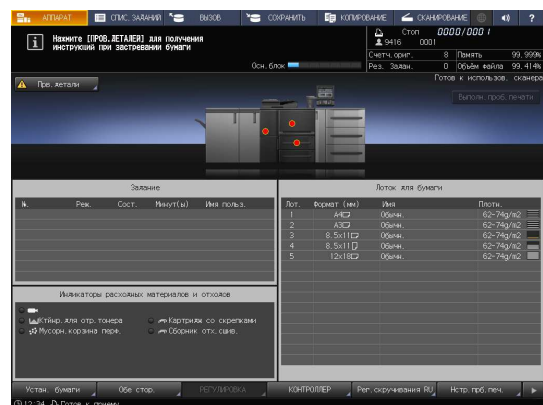 АППАРАТ
СПИС. ЗАДАНИЙ
ВЫЗОВ
СОХРАНИТЬ
КОПИРОВАНИЕ
СКАНИРОВАНИЕ
?
Нажмите [ПРОВ.ДЕТАЛЕЙ] для получения
инструкций при застревании бумаги
Осн. блок
Стоп 0000/0001
9416 0001
Счетч.ориг. 8 Память 99.999%
Рез. Задан. 0 Объём файла 99.414%
Готов к использов. сканера
Пров. детали
Выполн. проб. печати
Задание
№. Реж. Сост. Минут(ы) Имя польз.
Лоток для бумаги
Лот. Формат (мм) Имя Плотн.
1 A4 Обычн. 62-74g/m2
2 A3 Обычн. 62-74g/m2
3 8.5x11 Обычн. 62-74g/m2
4 8.5x11 Обычн. 62-74g/m2
5 12x18 Обычн. 62-74g/m2
Индикаторы расходных материалов и отходов
Ктйнр. для отр. тонера
Картридж со скрепками
Мусорн. корзина перф.
Сборник отх. сшив.
Устан. бумаги
Обе стор.
РЕГУЛИРОВКА
КОНТРОЛЛЕР
Рег. скручивания RU
Нстр. прб. печ.
12:34 Готов к приему